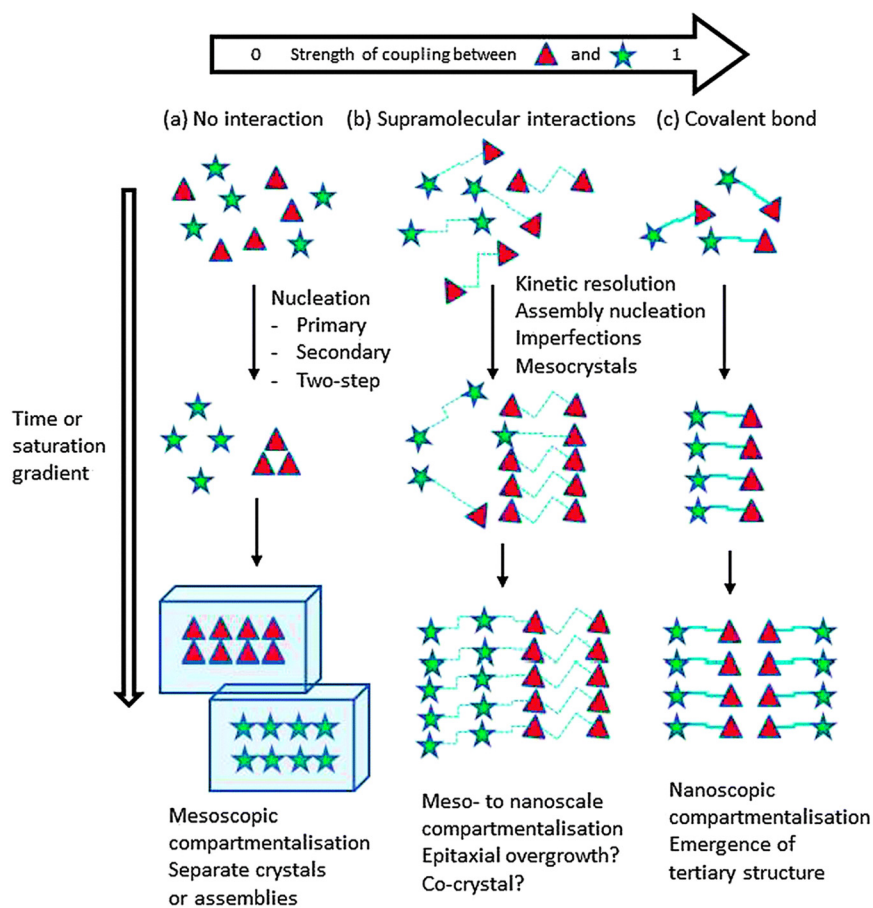 0 Strength of coupling between and 1
(a) No interaction (b) Supramolecular interactions (c) Covalent bond
Nucleation
- Primary
- Secondary
- Two-step
Kinetic resolution
Assembly nucleation
Imperfections
Mesocrystals
Time or
saturation
gradient
Mesoscopic
compartmentalisation
Separate crystals
or assemblies
Meso- to nanoscale
compartmentalisation
Epitaxial overgrowth?
Co-crystal?
Nanoscopic
compartmentalisation
Emergence of
tertiary structure